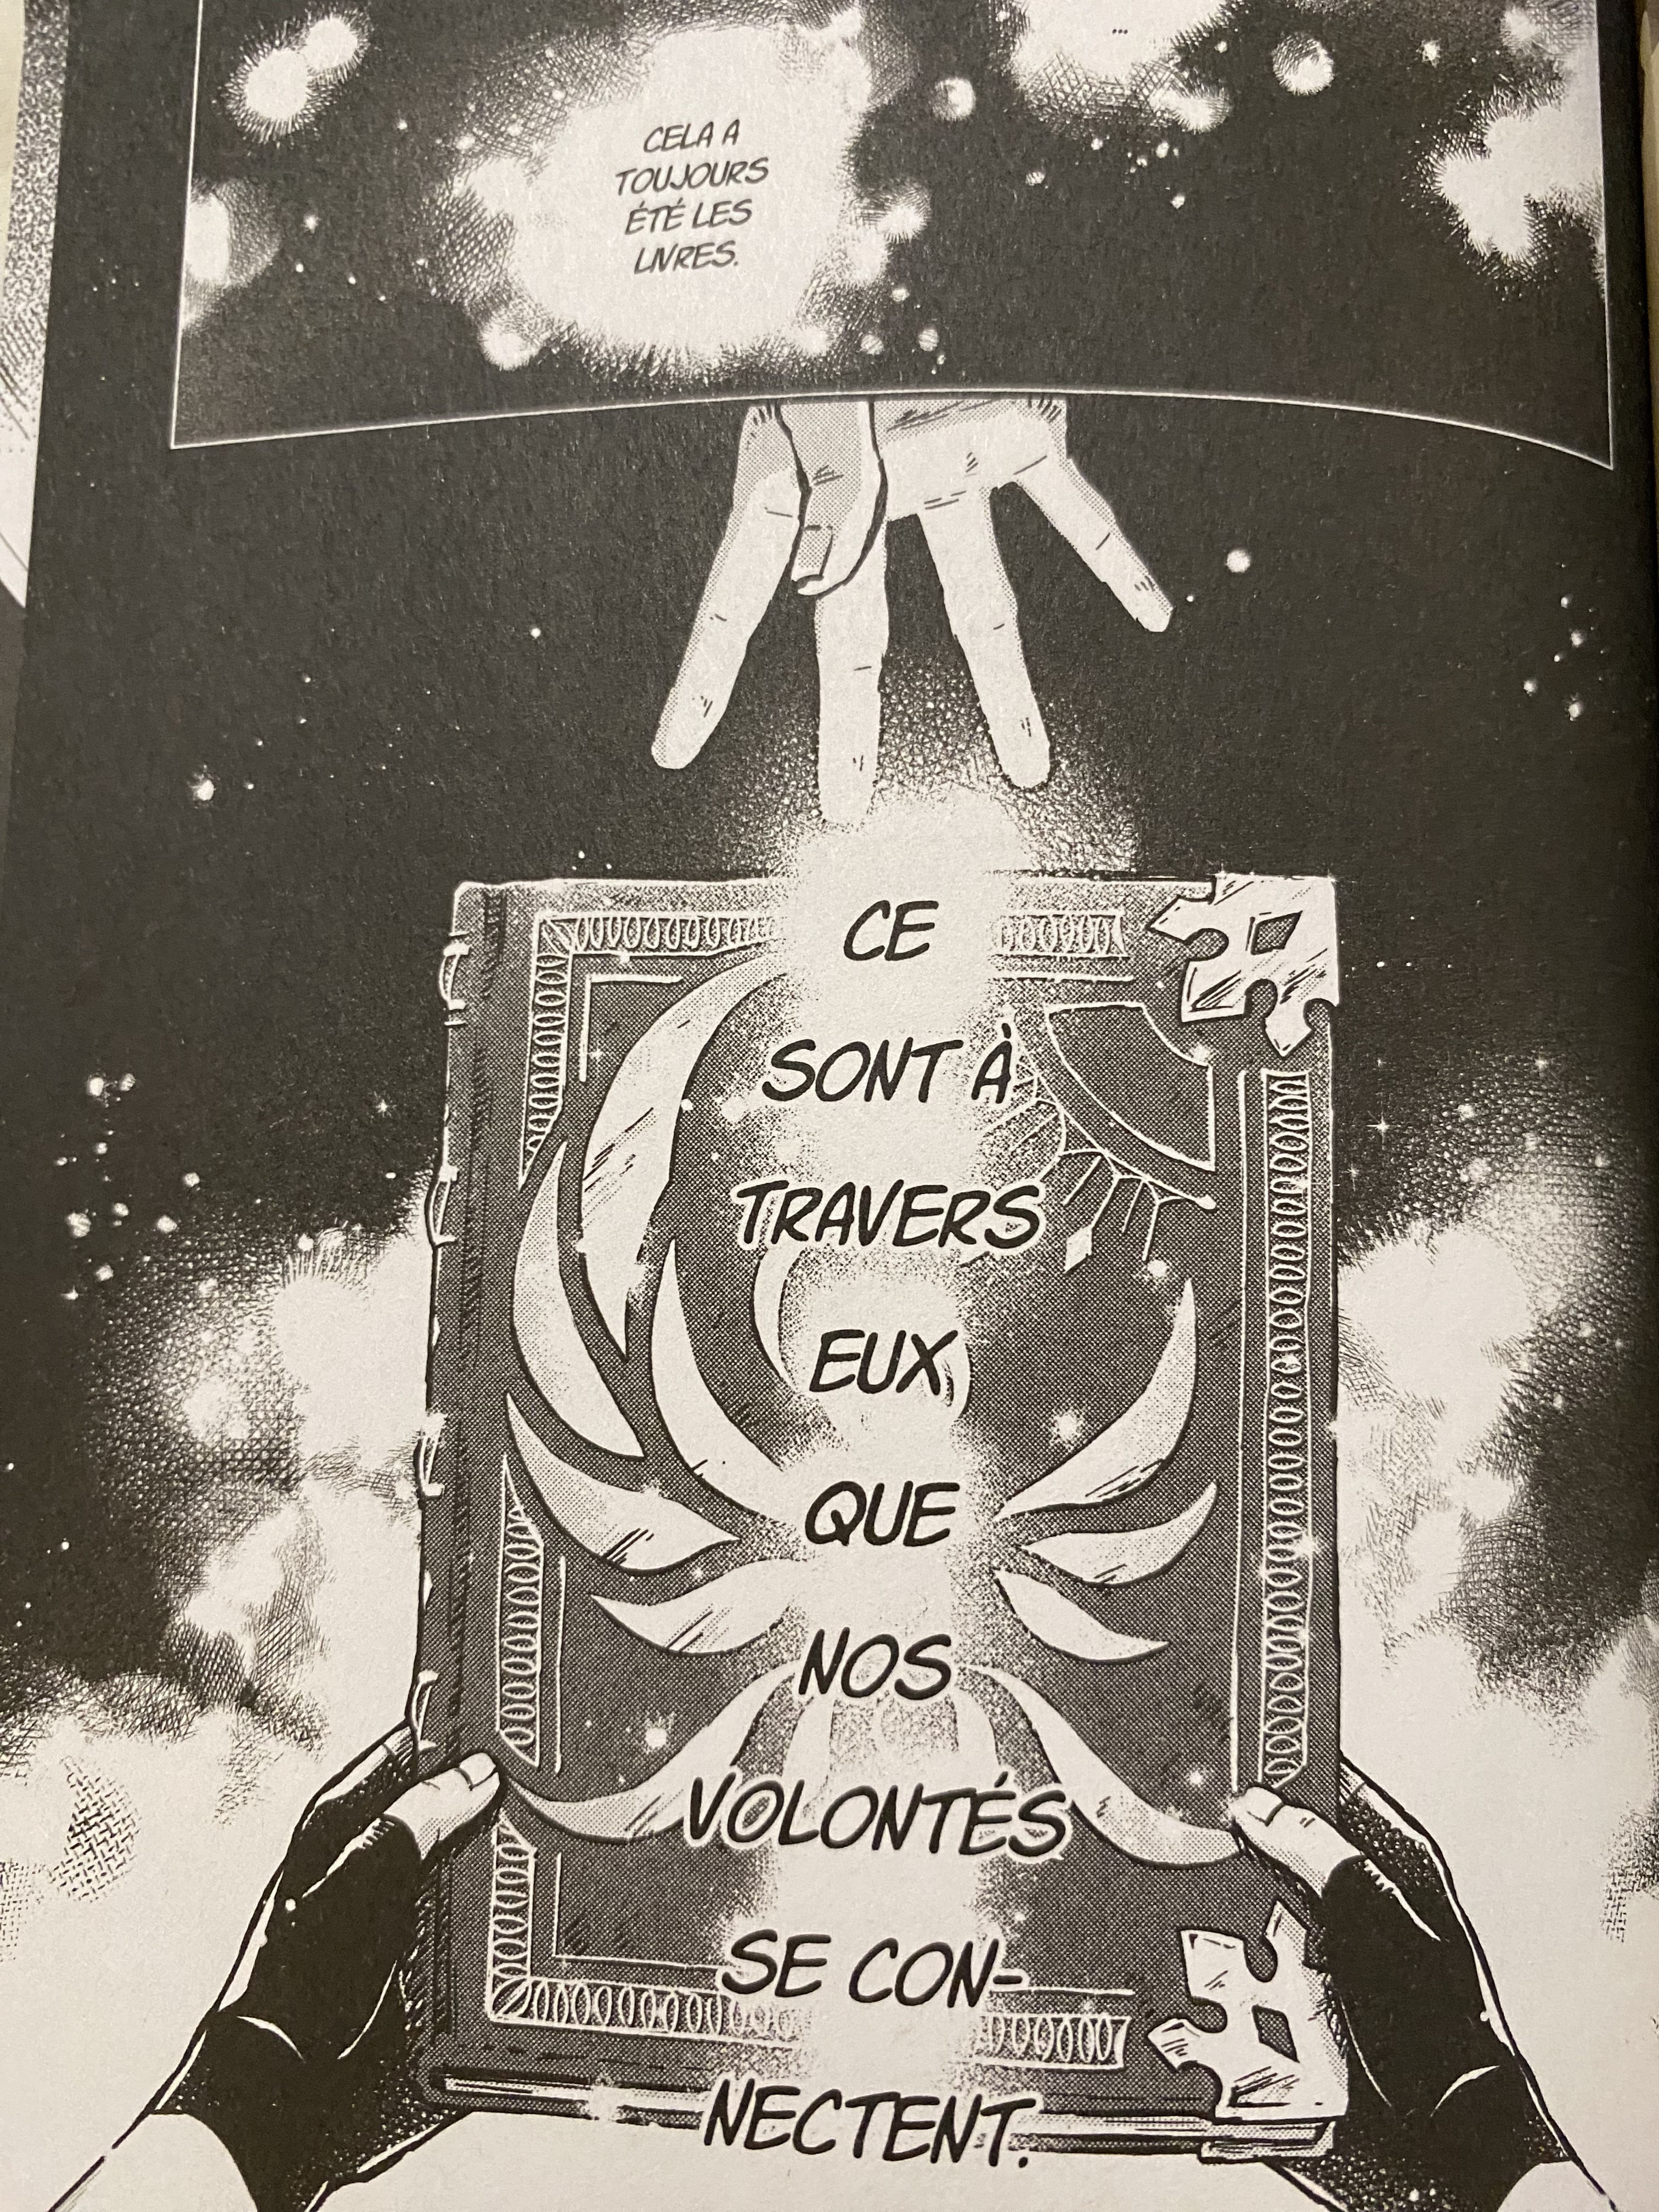 ...
CELA A
TOUJOURS
ÉTÉ LES
LIVRES.
CE
SONT À
TRAVERS
EUX
QUE
NOS
VOLONTÉS
SE CON-
NECTENT.